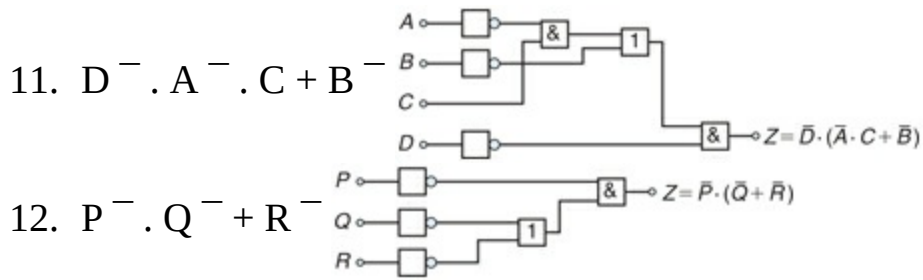 A
&
1
B
11. D ‾ . A ‾ . C + B ‾
C
D
&
Z = D̄·(Ā·C + B̄)
P
&
Z = P̄·(Q̄ + R̄)
12. P ‾ . Q ‾ + R ‾
Q
1
R